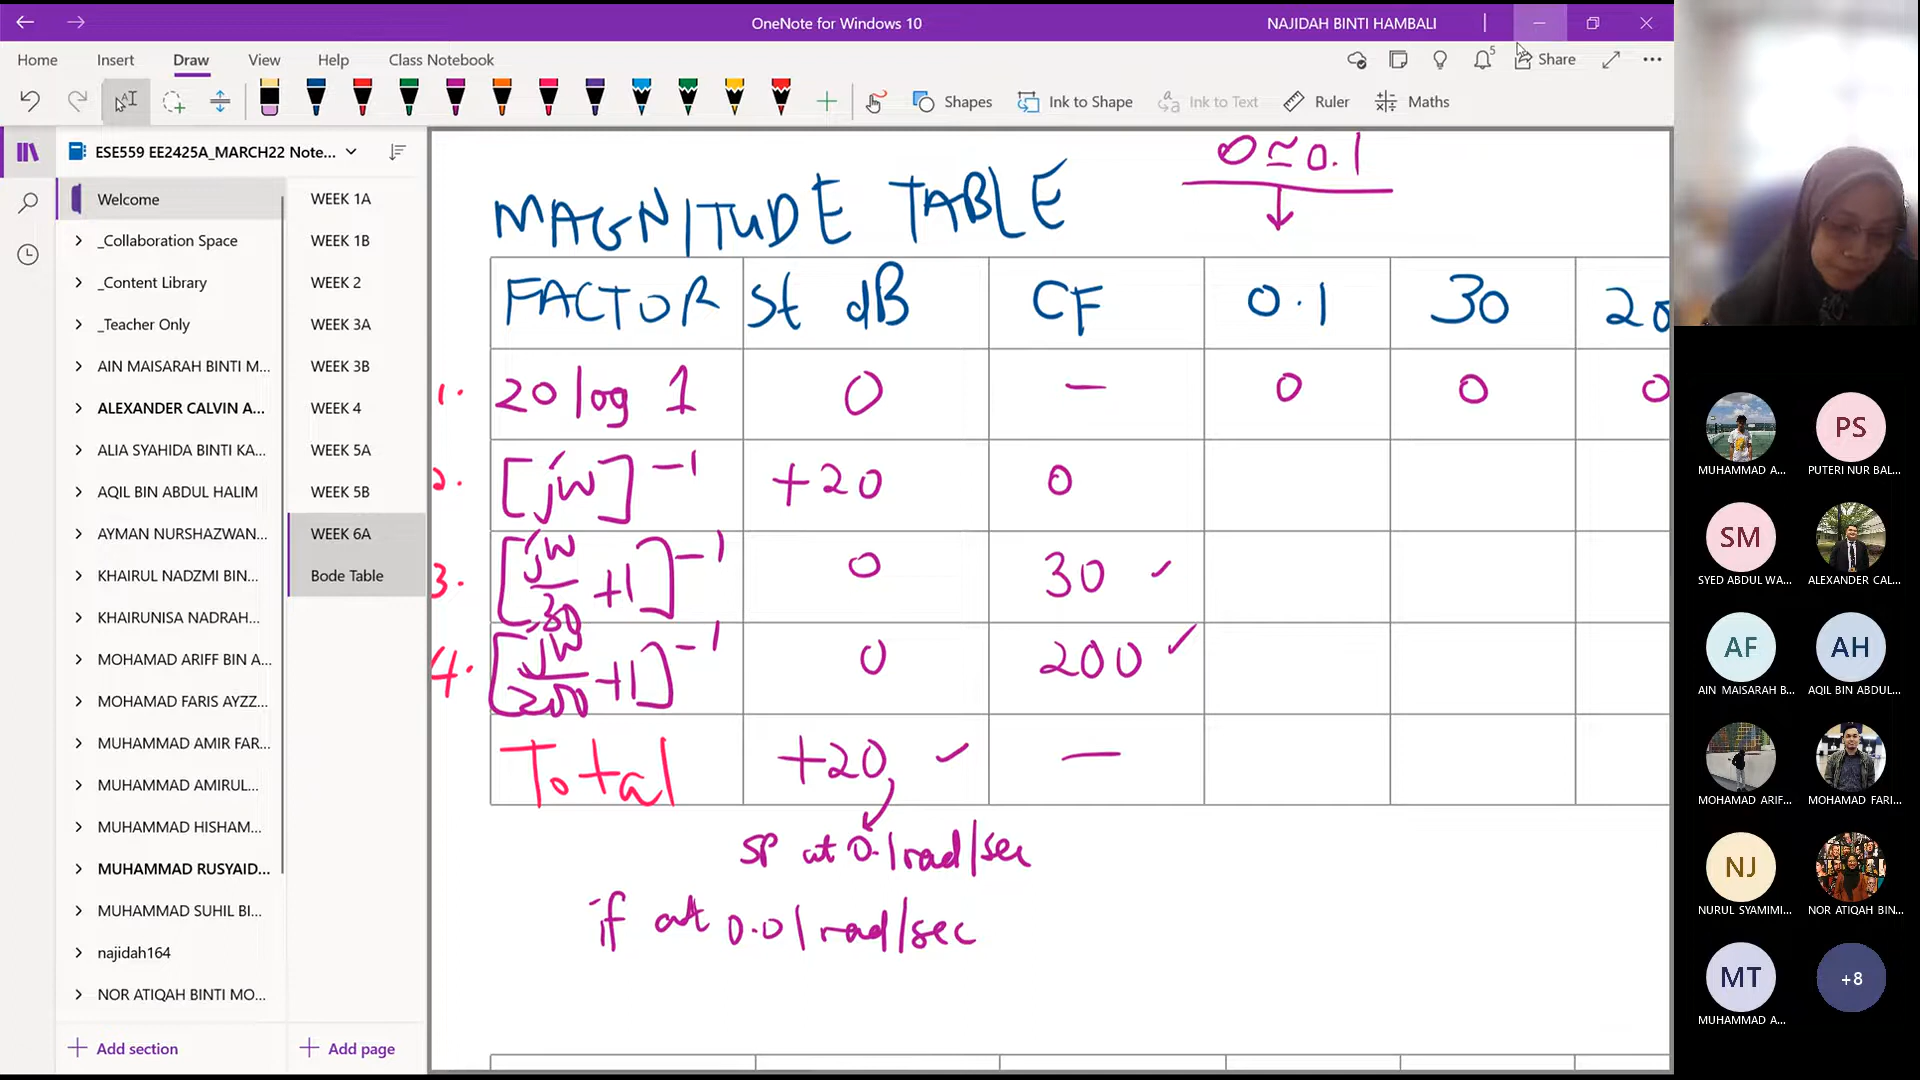 OneNote for Windows 10
NAJIDAH BINTI HAMBALI
Home Insert Draw View Help Class Notebook
5
Share
Shapes Ink to Shape Ink to Text Ruler Maths
ESE559 EE2425A_MARCH22 Note...
Welcome
_Collaboration Space
_Content Library
_Teacher Only
AIN MAISARAH BINTI M...
ALEXANDER CALVIN A...
ALIA SYAHIDA BINTI KA...
AQIL BIN ABDUL HALIM
AYMAN NURSHAZWAN...
KHAIRUL NADZMI BIN...
KHAIRUNISA NADRAH...
MOHAMAD ARIFF BIN A...
MOHAMAD FARIS AYZZ...
MUHAMMAD AMIR FAR...
MUHAMMAD AMIRUL...
MUHAMMAD HISHAM...
MUHAMMAD RUSYAID...
MUHAMMAD SUHIL BI...
najidah164
NOR ATIQAH BINTI MO...
Add section
WEEK 1A
WEEK 1B
WEEK 2
WEEK 3A
WEEK 3B
WEEK 4
WEEK 5A
WEEK 5B
WEEK 6A
Bode Table
Add page
0 ≃ 0.1
MAGNITUDE TABLE
FACTOR St dB CF 0.1 30 20
1. 20 log 1 0 — 0 0 0
2. [jw]⁻¹ +20 0
3. [jw/30 +1]⁻¹ 0 30 ✓
4. [jw/200 +1]⁻¹ 0 200 ✓
Total +20 ✓ —
SP at 0.1 rad/sec
if at 0.01 rad/sec
MUHAMMAD A...
PS
PUTERI NUR BAL...
SM
SYED ABDUL WA...
ALEXANDER CAL...
AF
AIN MAISARAH B...
AH
AQIL BIN ABDUL...
MOHAMAD ARIF...
MOHAMAD FARI...
NJ
NURUL SYAMIMI...
NOR ATIQAH BIN...
MT
MUHAMMAD A...
+8